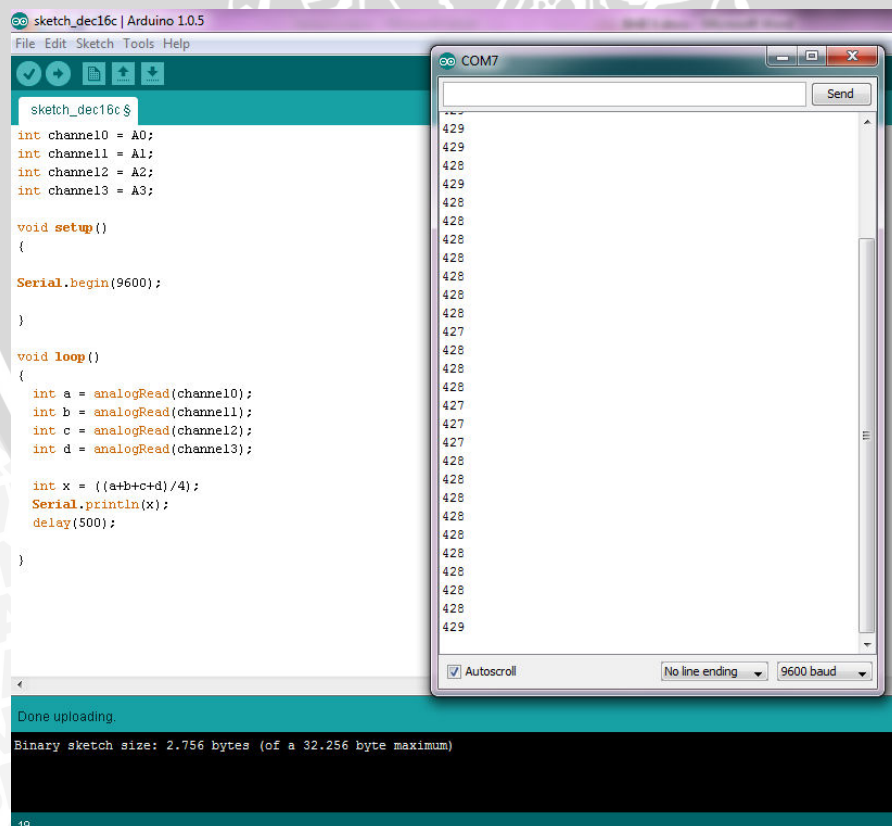 sketch_dec16c | Arduino 1.0.5
File Edit Sketch Tools Help
sketch_dec16c §
int channel0 = A0;
int channel1 = A1;
int channel2 = A2;
int channel3 = A3;
void setup()
{
Serial.begin(9600);
}
void loop()
{
int a = analogRead(channel0);
int b = analogRead(channel1);
int c = analogRead(channel2);
int d = analogRead(channel3);
int x = ((a+b+c+d)/4);
Serial.println(x);
delay(500);
}
Done uploading.
Binary sketch size: 2.756 bytes (of a 32.256 byte maximum)
19
COM7
Send
429
429
428
429
428
428
428
428
428
428
428
427
428
428
428
427
427
427
428
428
428
428
428
428
428
428
428
429
Autoscroll
No line ending
9600 baud